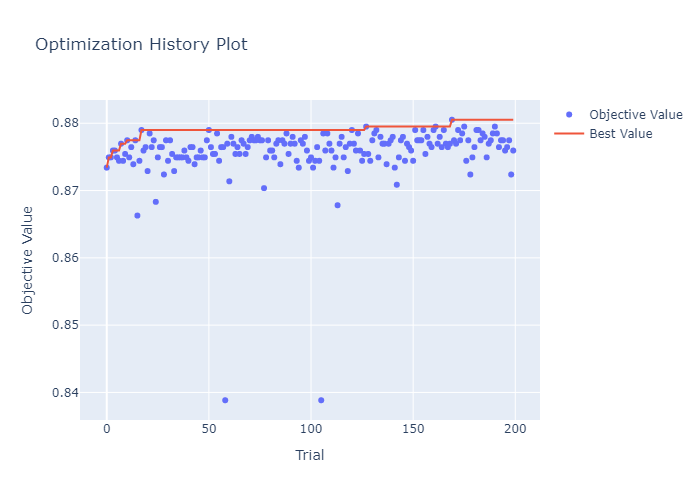 Optimization History Plot
Objective Value
Best Value
0.88
0.87
0.86
0.85
0.84
Objective Value
0
50
100
150
200
Trial